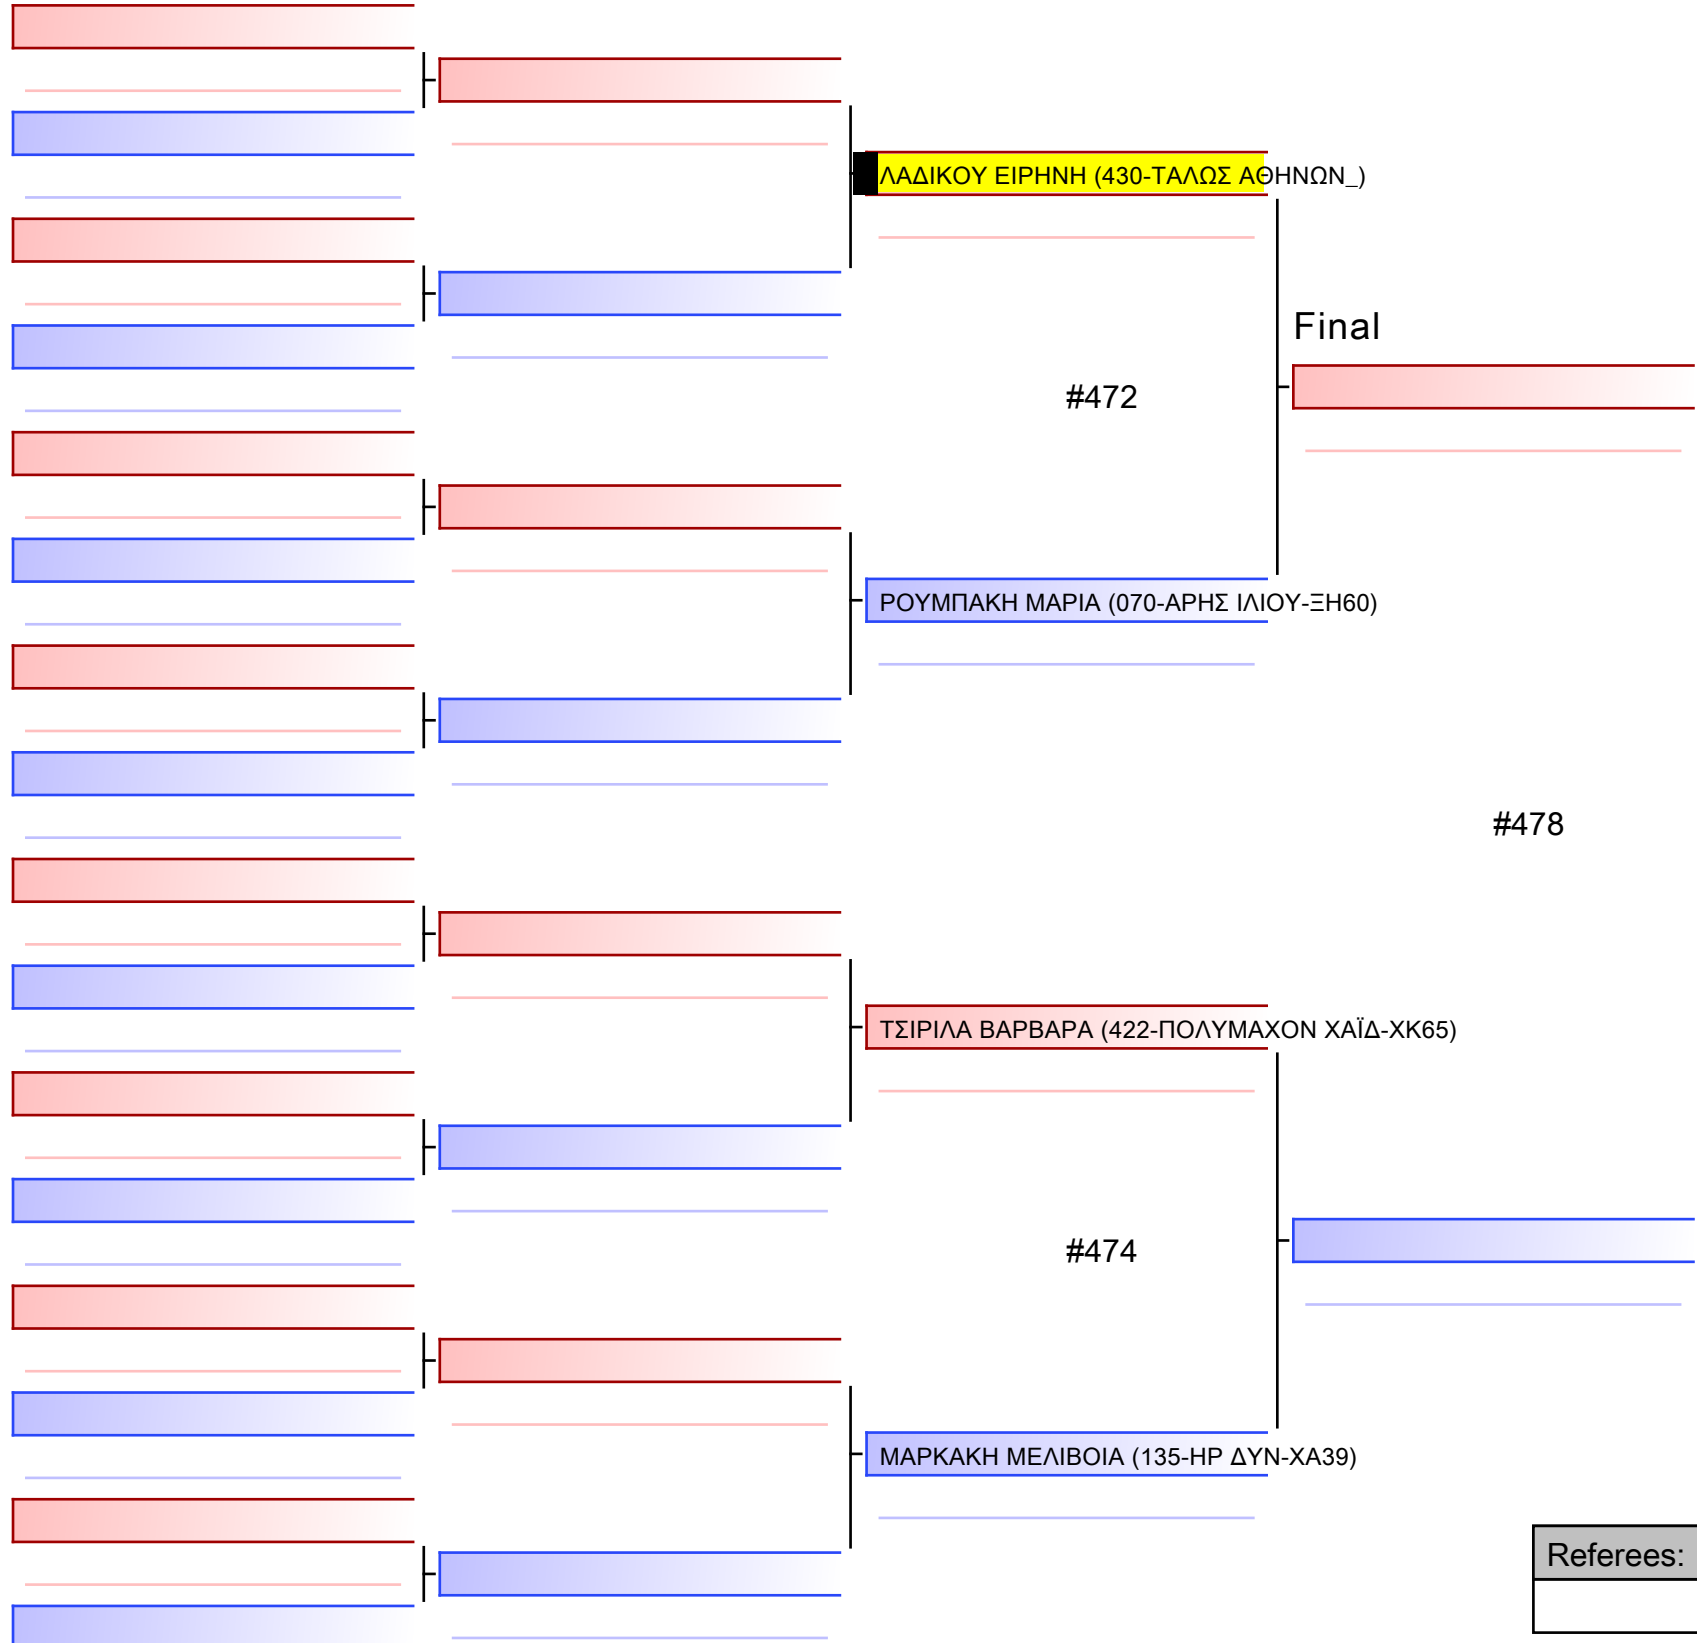 ΛΑΔΙΚΟΥ ΕΙΡΗΝΗ (430-ΤΑΛΩΣ ΑΘΗΝΩΝ_)
Final
#472
ΡΟΥΜΠΑΚΗ ΜΑΡΙΑ (070-ΑΡΗΣ ΙΛΙΟΥ-ΞΗ60)
#478
ΤΣΙΡΙΛΑ ΒΑΡΒΑΡΑ (422-ΠΟΛΥΜΑΧΟΝ ΧΑΪΔ-ΧΚ65)
#474
ΜΑΡΚΑΚΗ ΜΕΛΙΒΟΙΑ (135-ΗΡ ΔΥΝ-ΧΑ39)
Referees: